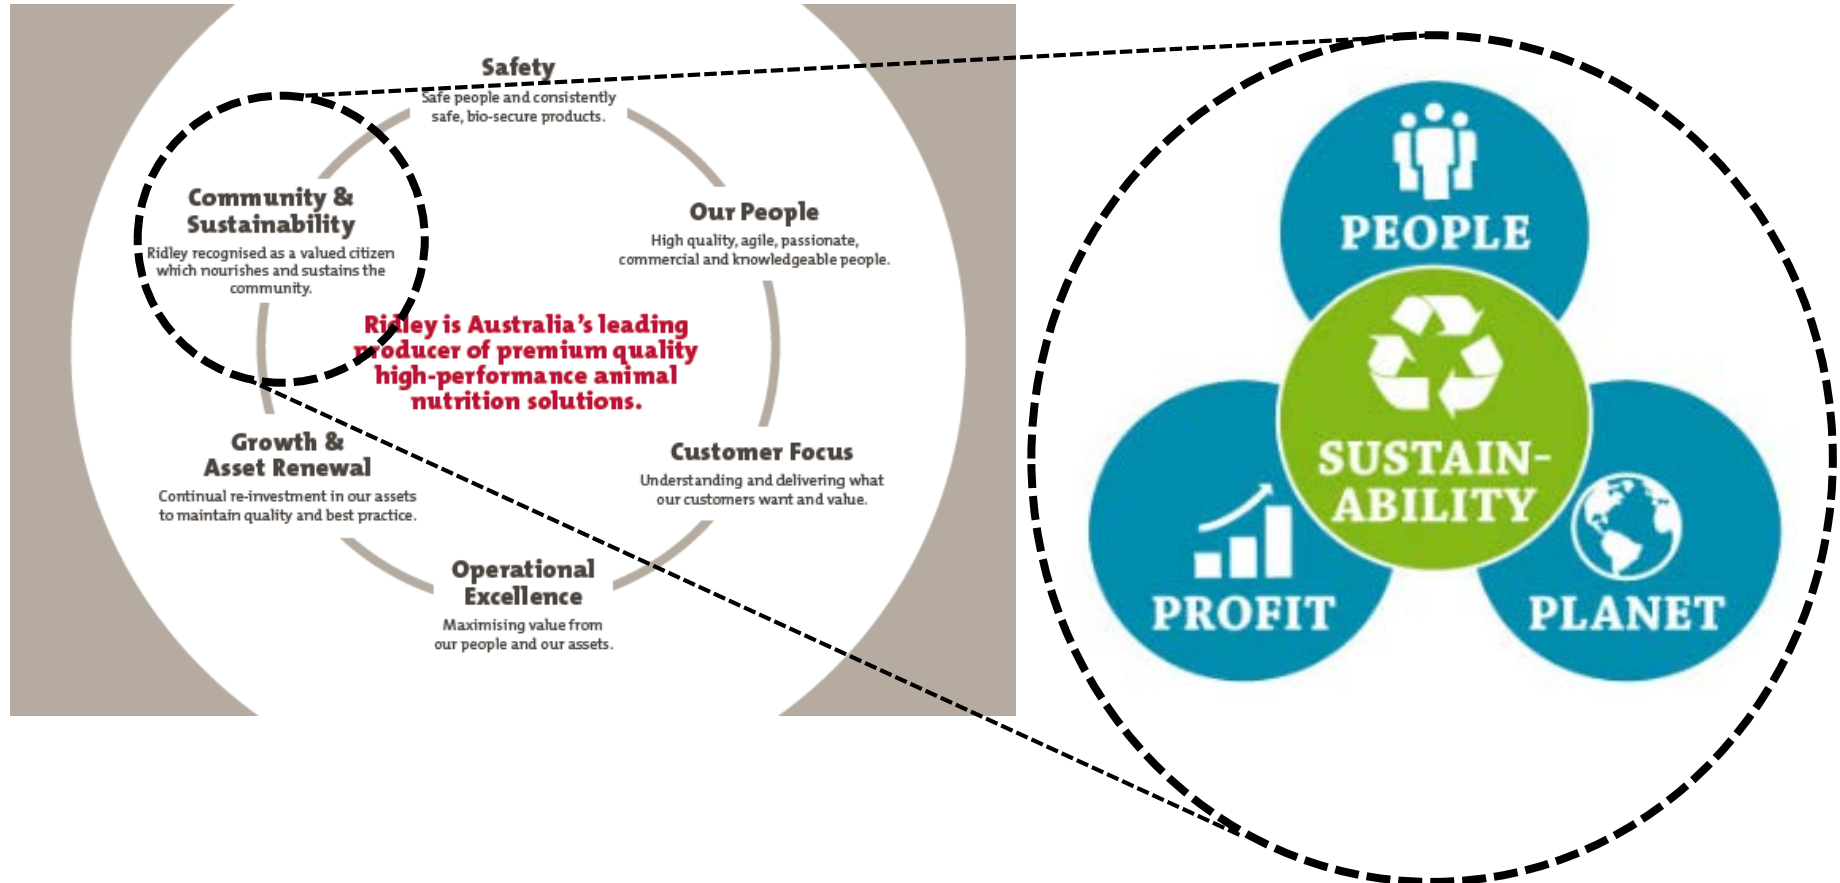 Safety
Safe people and consistently
safe, bio-secure products.
Community &
Sustainability
Ridley recognised as a valued citizen
which nourishes and sustains the
community.
Our People
High quality, agile, passionate,
commercial and knowledgeable people.
Ridley is Australia's leading
producer of premium quality
high-performance animal
nutrition solutions.
Growth &
Asset Renewal
Continual re-investment in our assets
to maintain quality and best practice.
Customer Focus
Understanding and delivering what
our customers want and value.
Operational
Excellence
Maximising value from
our people and our assets.
PEOPLE
SUSTAIN-
ABILITY
PROFIT
PLANET